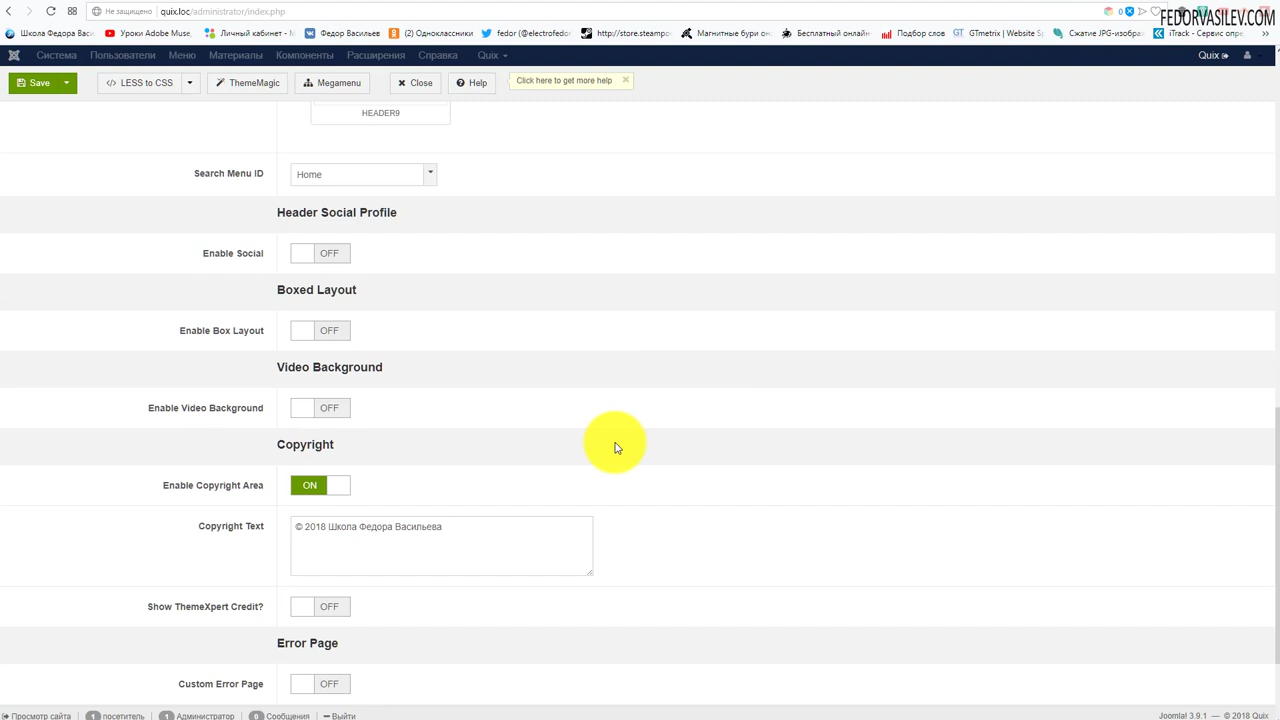 Не защищено quix.loc/administrator/index.php
0
FEDORVASILEV.COM
Школа Федора Васи Уроки Adobe Muse, Личный кабинет - Федор Васильев (2) Одноклассники fedor (@electrofedor http://store.steampo Магнитные бури он Бесплатный онлайн Подбор слов GTmetrix | Website S Сжатие JPG-изображ iTrack - Сервис опре
Система Пользователи Меню Материалы Компоненты Расширения Справка Quix Quix
Save LESS to CSS ThemeMagic Megamenu Close Help Click here to get more help
HEADER9
Search Menu ID Home
Header Social Profile
Enable Social OFF
Boxed Layout
Enable Box Layout OFF
Video Background
Enable Video Background OFF
Copyright
Enable Copyright Area ON
Copyright Text © 2018 Школа Федора Васильева
Show ThemeXpert Credit? OFF
Error Page
Custom Error Page OFF
Просмотр сайта 1 посетитель 1 Администратор 0 Сообщения Выйти Joomla! 3.9.1 — © 2018 Quix